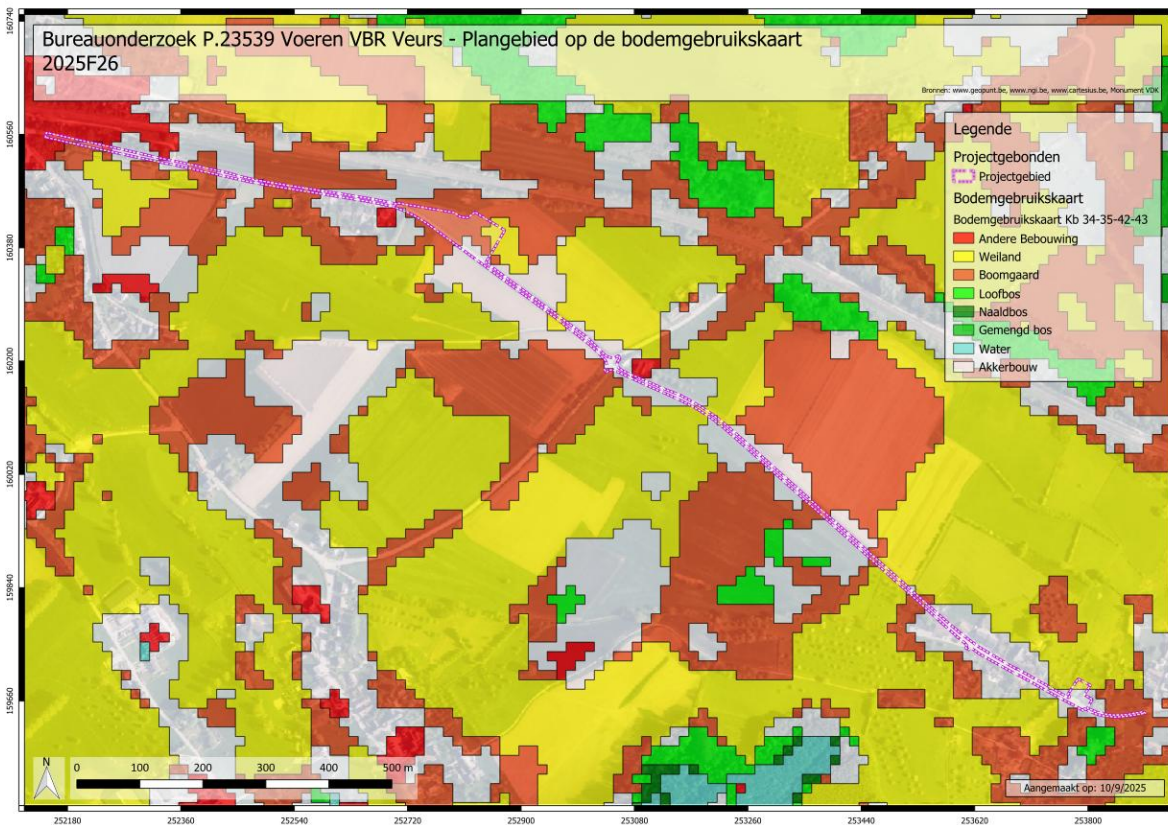 Bureauonderzoek P.23539 Voeren VBR Veurs - Plangebied op de bodemgebruikskaart
2025F26
Bronnen: www.geopunt.be, www.ngi.be, www.cartesius.be, Monument VDK
Legende
Projectgebonden
Projectgebied
Bodemgebruikskaart
Bodemgebruikskaart Kb 34-35-42-43
Andere Bebouwing
Weiland
Boomgaard
Loofbos
Naaldbos
Gemengd bos
Water
Akkerbouw
160740
160560
160380
160200
160020
159840
159660
N
0 100 200 300 400 500 m
Aangemaakt op: 10/9/2025
252180 252360 252540 252720 252900 253080 253260 253440 253620 253800